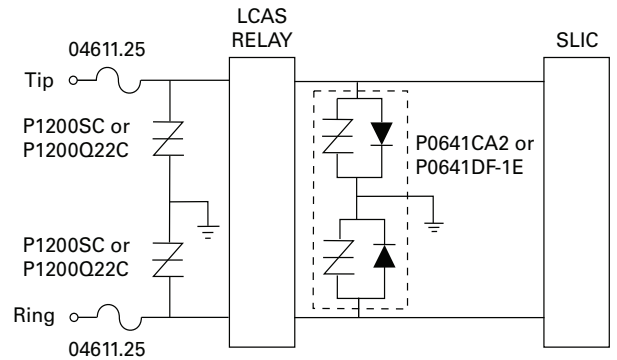 LCAS
RELAY
SLIC
04611.25
Tip
P1200SC or
P1200Q22C
P0641CA2 or
P0641DF-1E
P1200SC or
P1200Q22C
Ring
04611.25